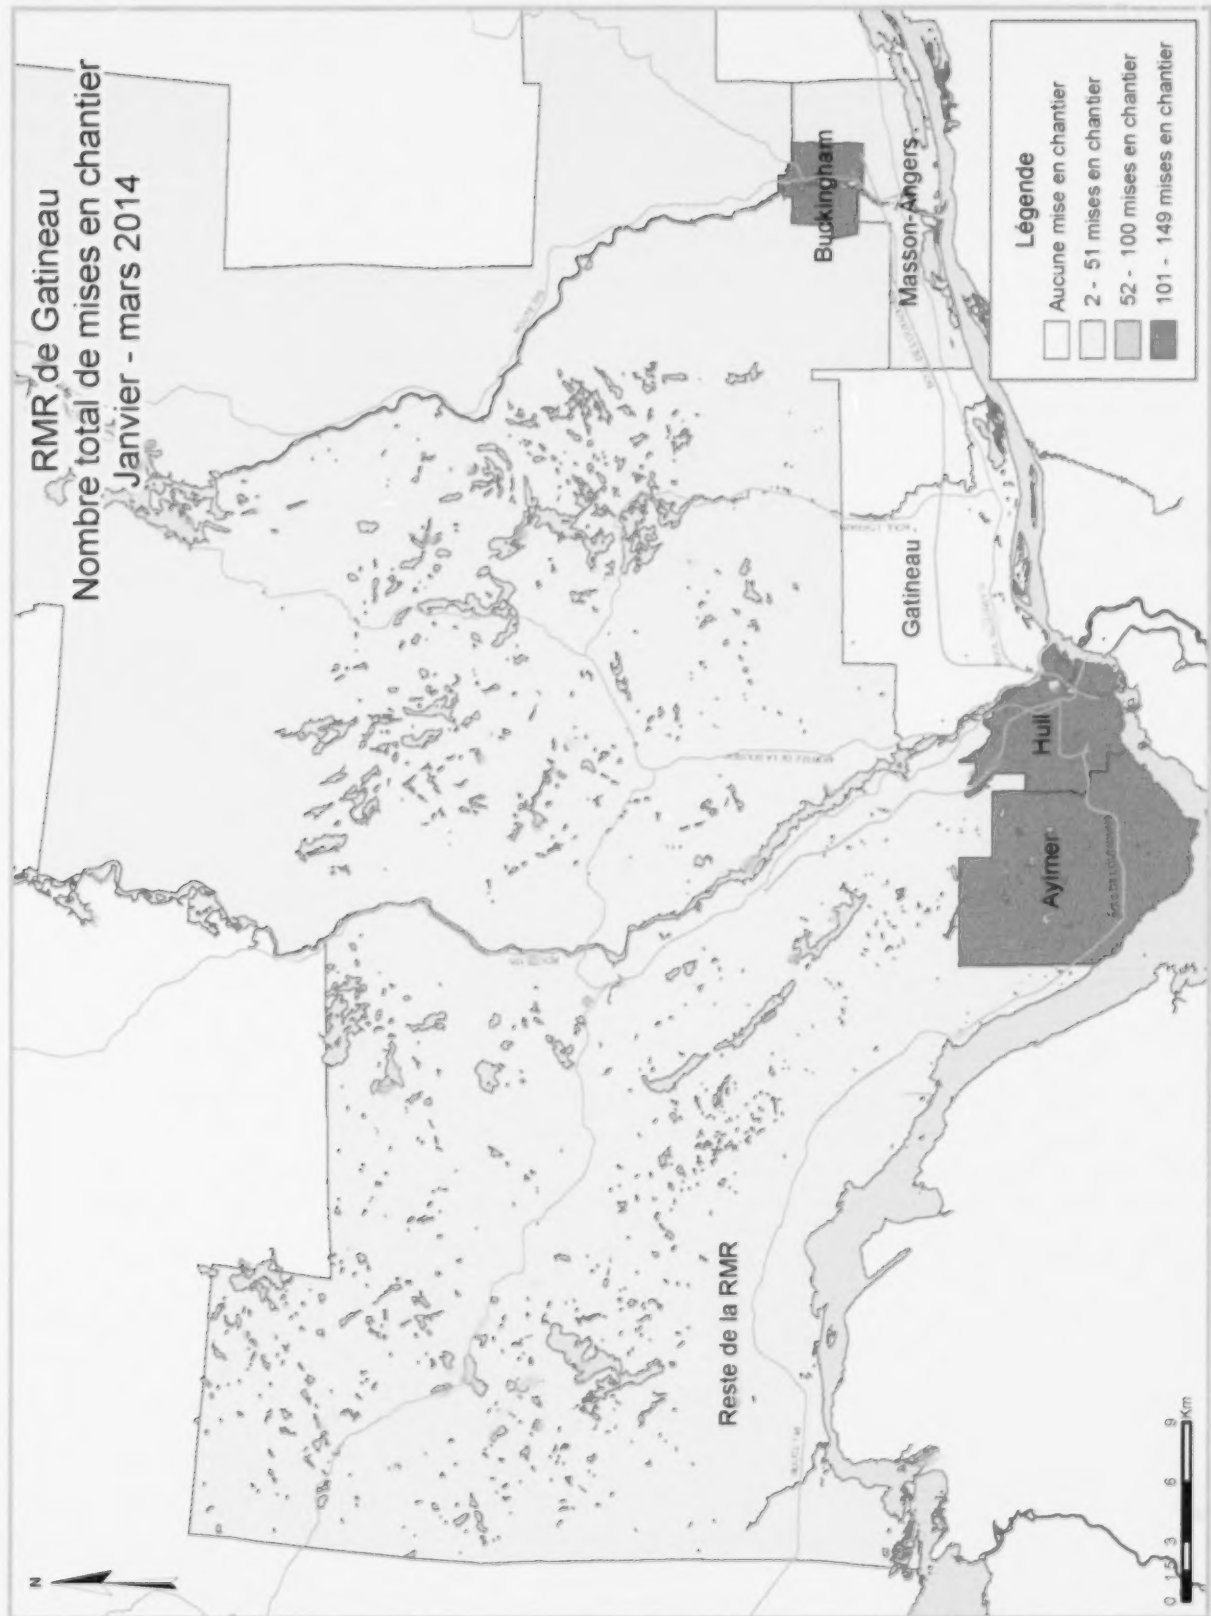 RMR de Gatineau
Nombre total de mises en chantier
Janvier - mars 2014
N
Buckingham
Masson-Angers
Gatineau
Hull
Aylmer
Reste de la RMR
Légende
Aucune mise en chantier
2 - 51 mises en chantier
52 - 100 mises en chantier
101 - 149 mises en chantier
0 1,5 3 6 9
Km